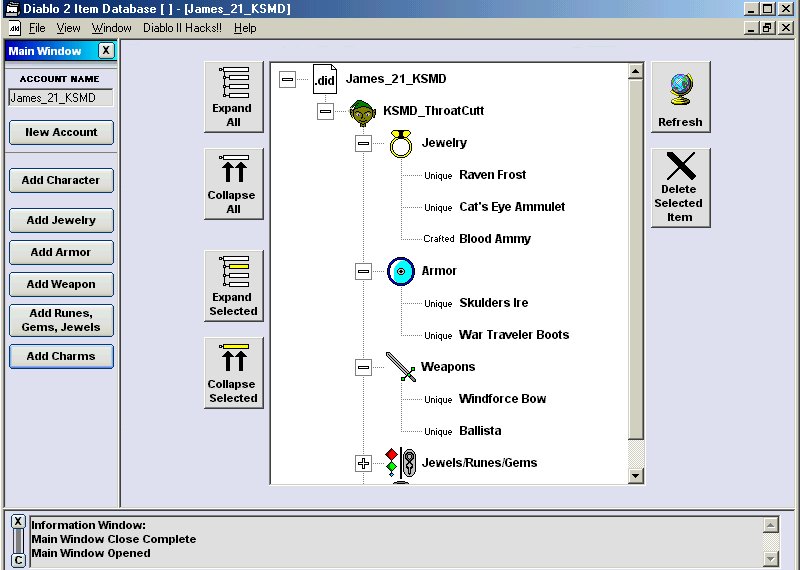 Diablo 2 Item Database [ ] - [James_21_KSMD]
.did File View Window Diablo II Hacks!! Help
Main Window X
ACCOUNT NAME
James_21_KSMD
New Account
Add Character
Add Jewelry
Add Armor
Add Weapon
Add Runes,
Gems, Jewels
Add Charms
Expand
All
Collapse
All
Expand
Selected
Collapse
Selected
.did James_21_KSMD
KSMD_ThroatCutt
Jewelry
Unique Raven Frost
Unique Cat's Eye Ammulet
Crafted Blood Ammy
Armor
Unique Skulders Ire
Unique War Traveler Boots
Weapons
Unique Windforce Bow
Unique Ballista
Jewels/Runes/Gems
Refresh
Delete
Selected
Item
X
C
Information Window:
Main Window Close Complete
Main Window Opened